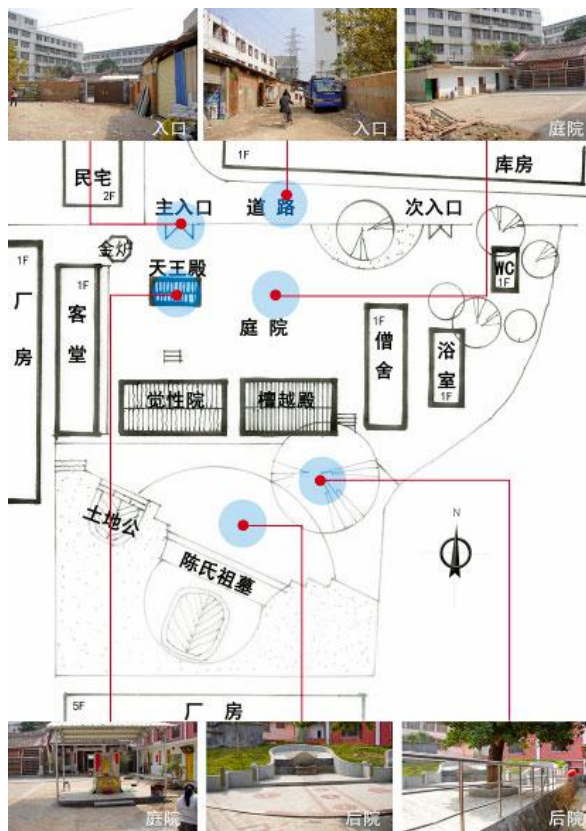 入口
入口
庭院
1F
库房
民宅
2F
主入口
道路
次入口
金炉
天王殿
WC
1F
1F
厂房
1F
客堂
庭院
1F
僧舍
浴室
1F
觉性院
檀越殿
土地公
陈氏祖墓
N
5F
厂房
庭院
后院
后院